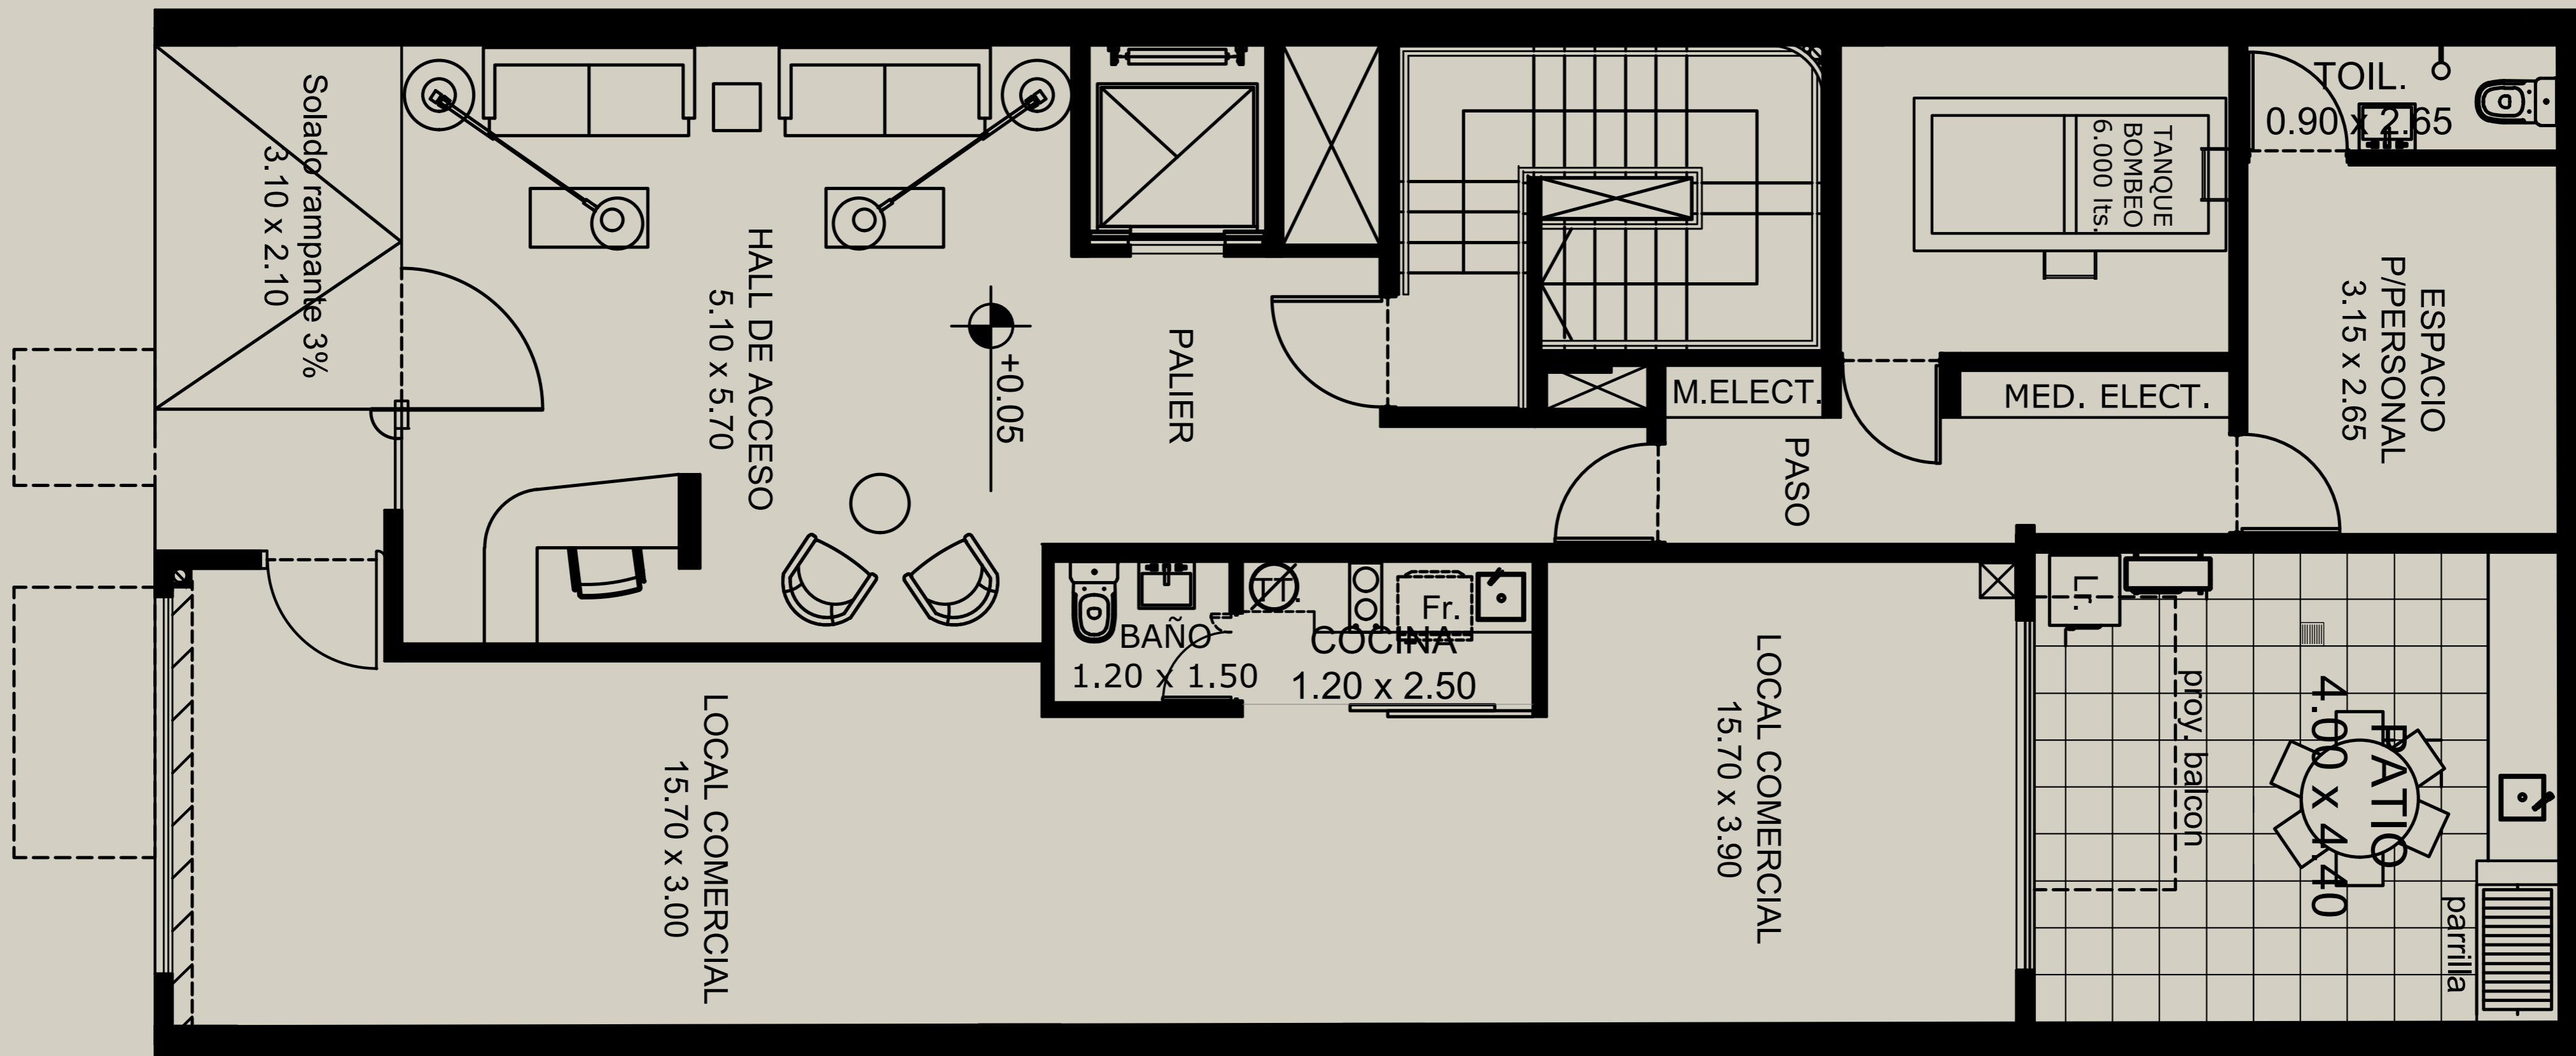 Solado rampante 3%
3.10 x 2.10
HALL DE ACCESO
5.10 x 5.70
+0.05
PALIER
M.ELECT.
PASO
MED. ELECT.
TANQUE
BOMBEO
6.000 lts.
TOIL.
0.90 x 2.65
ESPACIO
P/PERSONAL
3.15 x 2.65
BAÑO
1.20 x 1.50
TT.
Fr.
COCINA
1.20 x 2.50
LOCAL COMERCIAL
15.70 x 3.00
LOCAL COMERCIAL
15.70 x 3.90
Lr.
proy. balcon
PATIO
4.00 x 4.40
parrilla